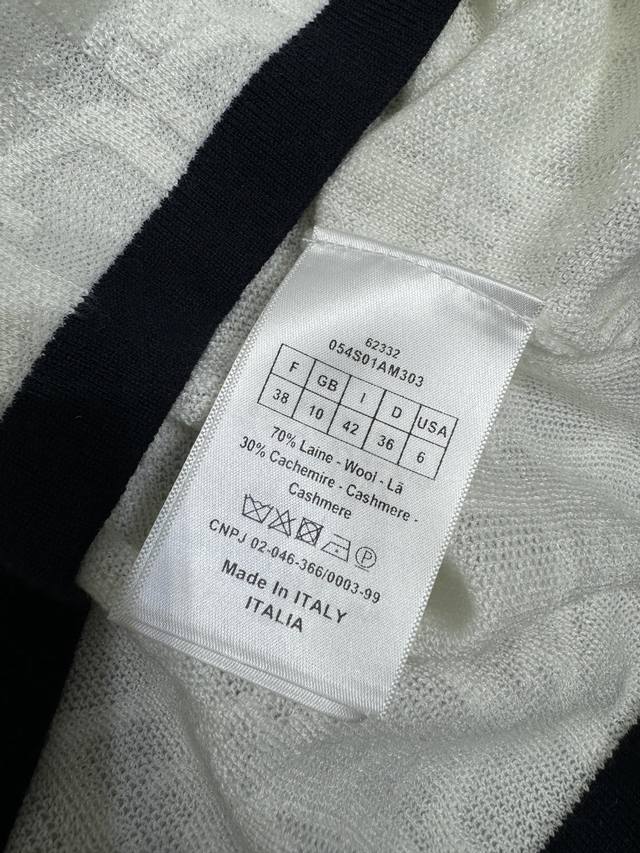 62332
054S01AM303
F GB I D USA
38 10 42 36 6
70% Laine - Wool - Lã
30% Cachemire - Cashmere -
Cashmere
P
CNPJ 02-046-366/0003-99
Made In ITALY
ITALIA